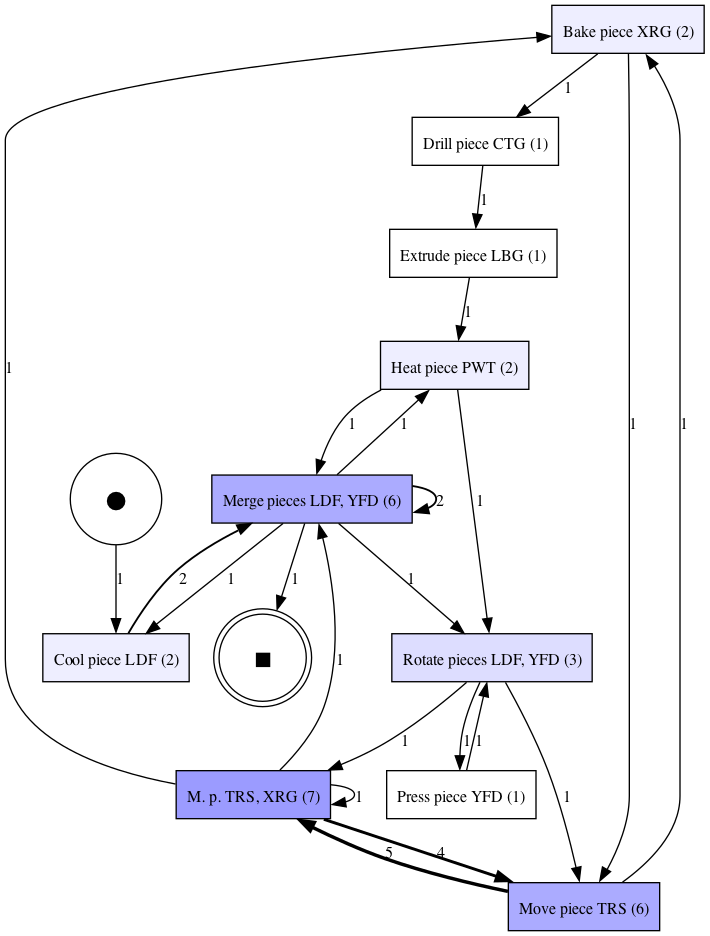 Bake piece XRG (2)
1
Drill piece CTG (1)
1
Extrude piece LBG (1)
1
Heat piece PWT (2)
1
1
1
1
1
Merge pieces LDF, YFD (6)
2
1
1
2
1
1
1
Cool piece LDF (2)
Rotate pieces LDF, YFD (3)
1
1
1
1
1
M. p. TRS, XRG (7)
1
Press piece YFD (1)
5
4
Move piece TRS (6)